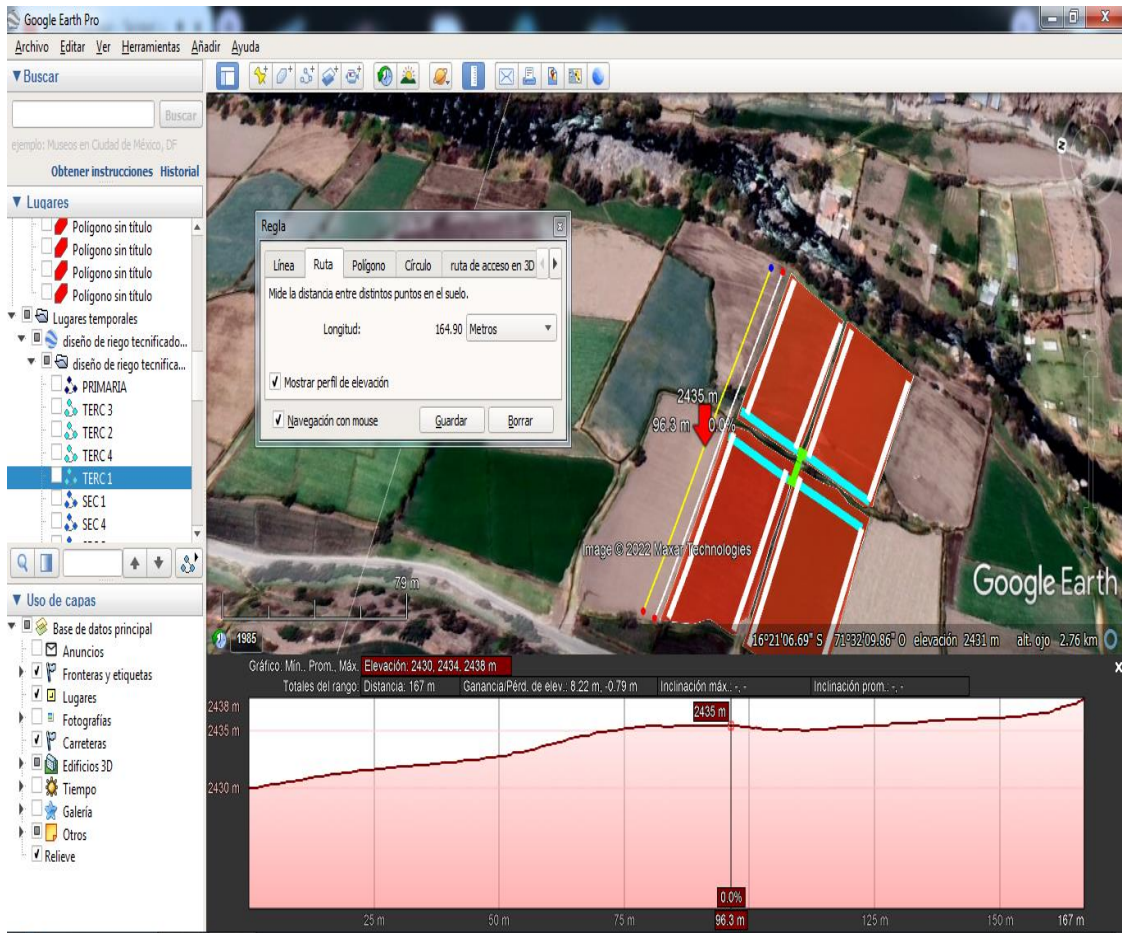 Google Earth Pro
Archivo Editar Ver Herramientas Añadir Ayuda
Buscar
Buscar
ejemplo: Museos en Ciudad de México, DF
Obtener instrucciones Historial
Lugares
Polígono sin título
Polígono sin título
Polígono sin título
Polígono sin título
Lugares temporales
diseño de riego tecnificado...
diseño de riego tecnifica...
PRIMARIA
TERC 3
TERC 2
TERC 4
TERC 1
SEC 1
SEC 4
Uso de capas
Base de datos principal
Anuncios
Fronteras y etiquetas
Lugares
Fotografías
Carreteras
Edificios 3D
Tiempo
Galería
Otros
Relieve
Regla
Línea Ruta Polígono Círculo ruta de acceso en 3D
Mide la distancia entre distintos puntos en el suelo.
Longitud: 164.90 Metros
Mostrar perfil de elevación
Navegación con mouse Guardar Borrar
N
2435 m
96.3 m 0.0%
Image © 2022 Maxar Technologies
Google Earth
79 m
1985
16°21'06.69" S 71°32'09.86" O elevación 2431 m alt. ojo 2.76 km
Gráfico: Mín., Prom., Máx. Elevación: 2430, 2434, 2438 m
Totales del rango: Distancia: 167 m Ganancia/Pérd. de elev.: 8.22 m, -0.79 m Inclinación máx.: -, - Inclinación prom.: -, -
2438 m
2435 m
2435 m
2430 m
0.0%
25 m 50 m 75 m 96.3 m 125 m 150 m 167 m